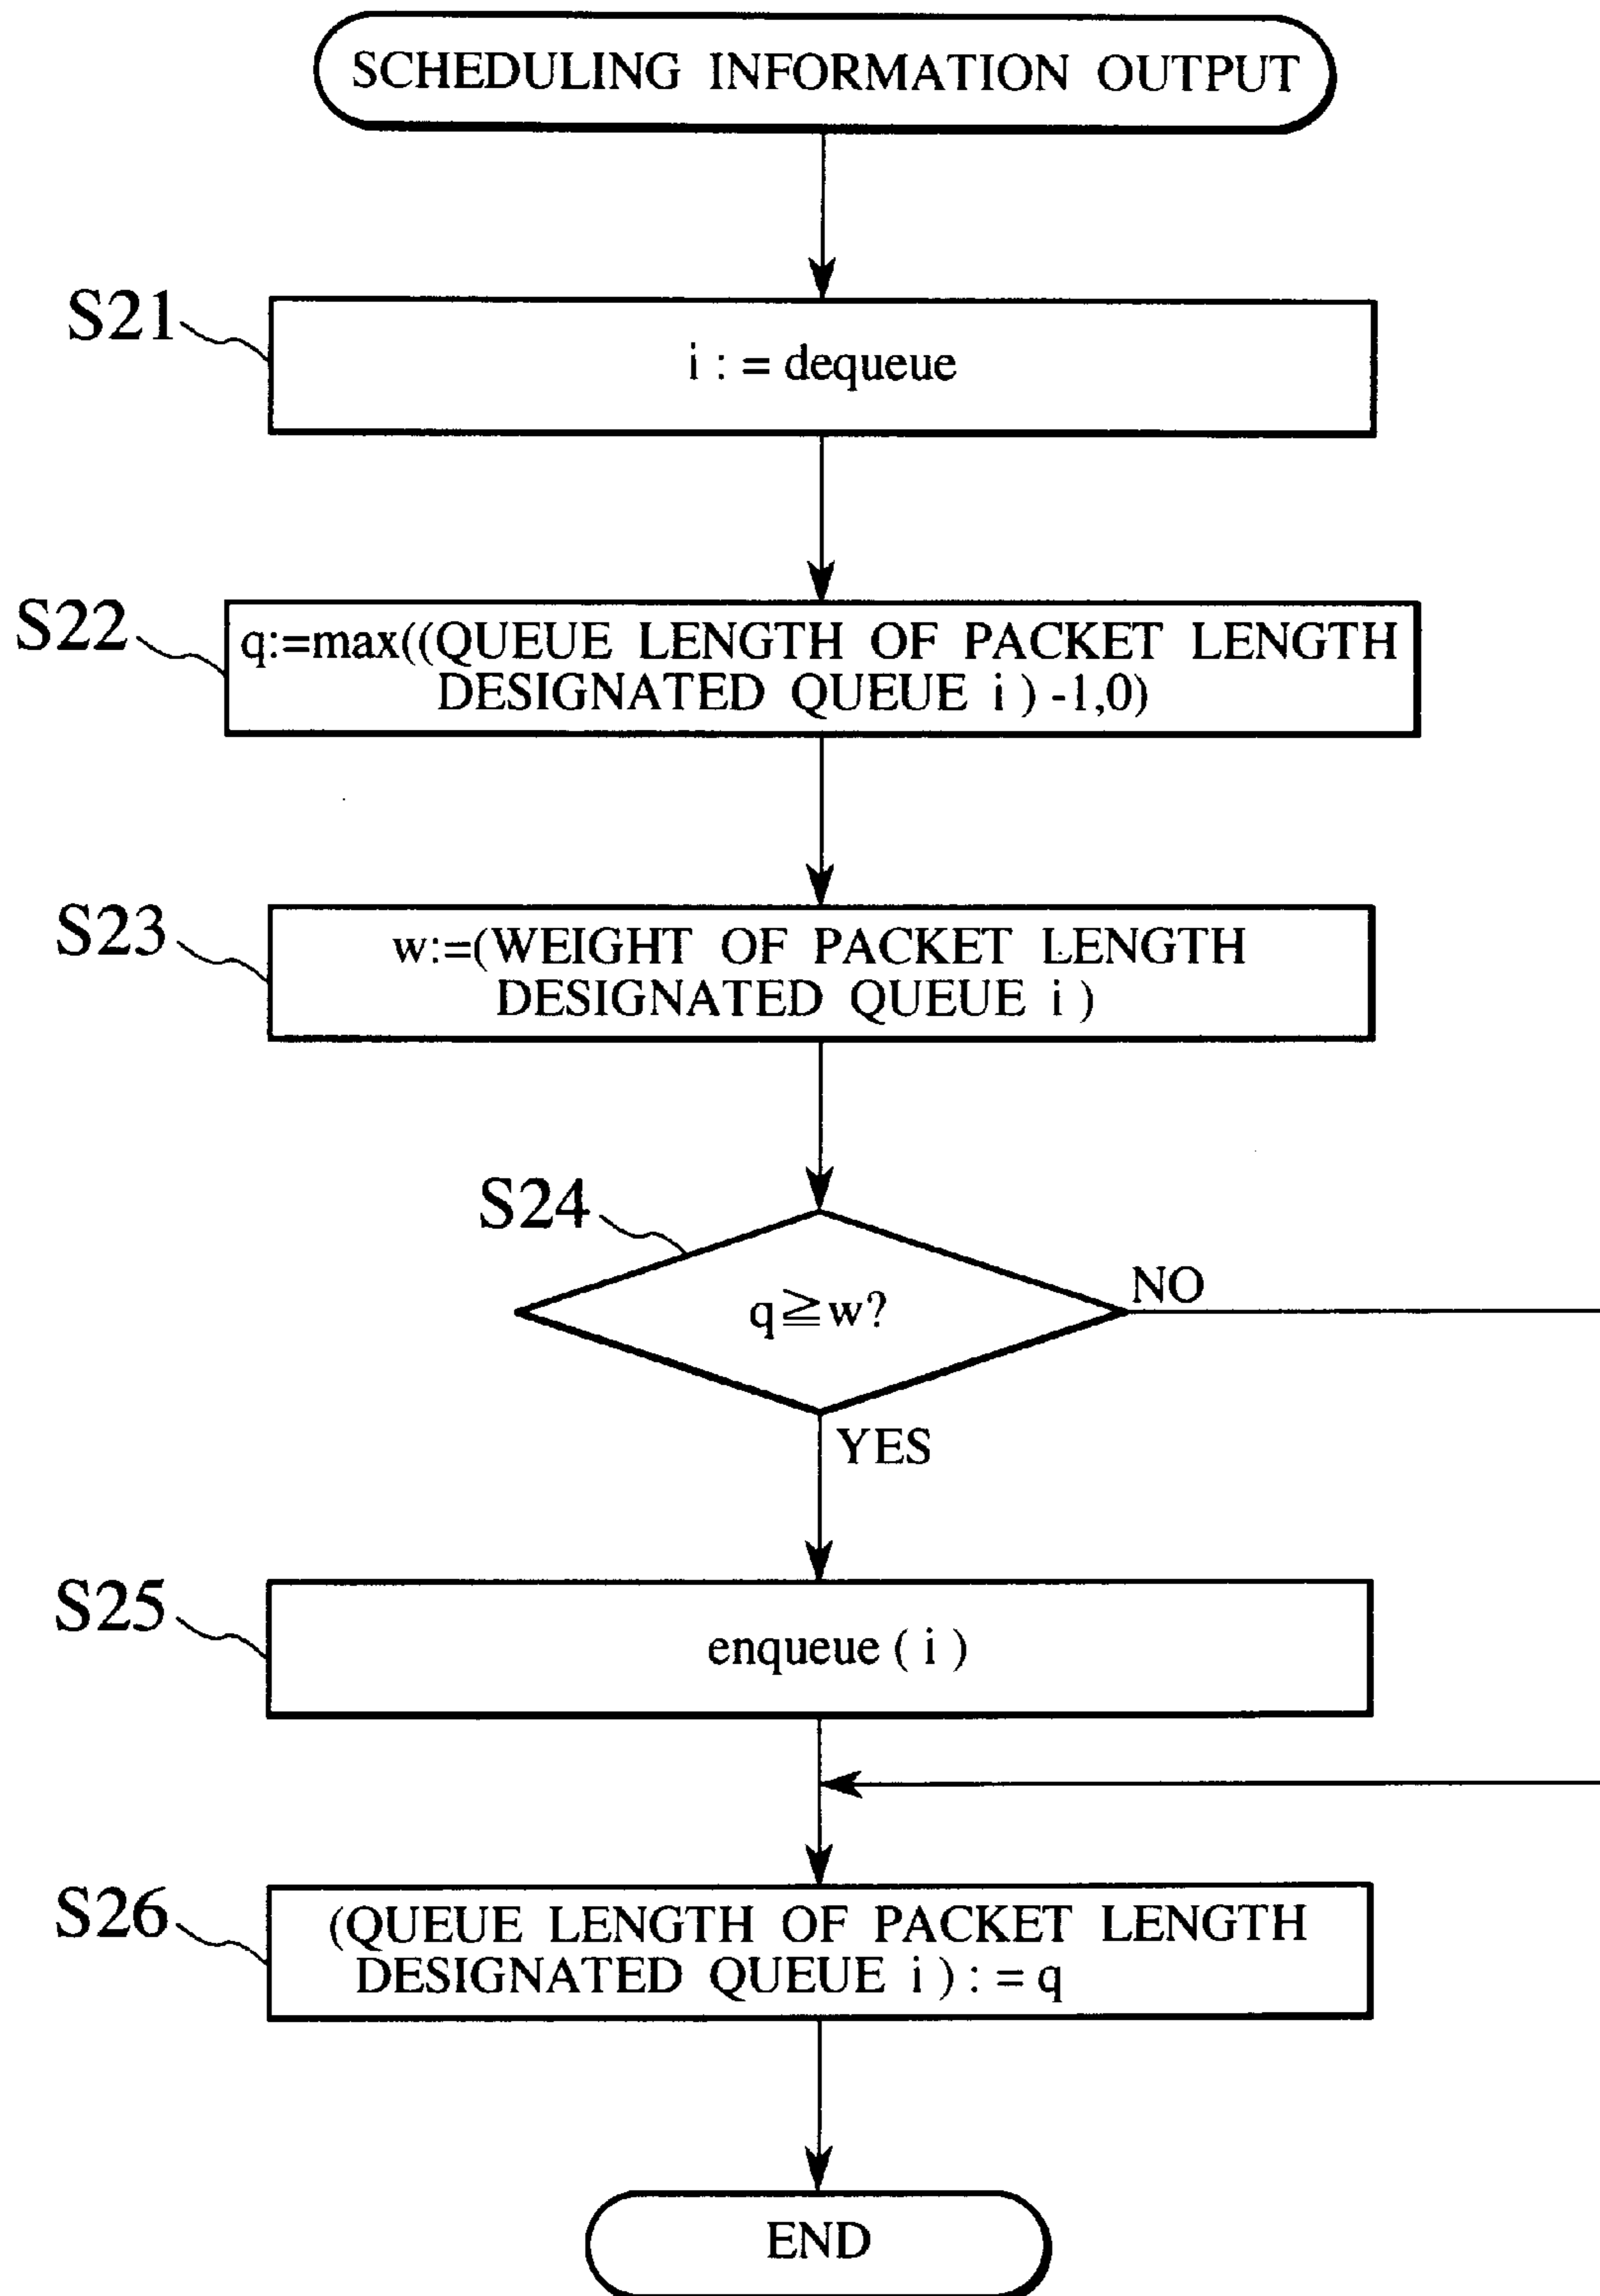 SCHEDULING INFORMATION OUTPUT
S21
i : = dequeue
S22
q:=max((QUEUE LENGTH OF PACKET LENGTH
DESIGNATED QUEUE i ) -1,0)
S23
w:=(WEIGHT OF PACKET LENGTH
DESIGNATED QUEUE i )
S24
q≧w?
NO
YES
S25
enqueue ( i )
S26
(QUEUE LENGTH OF PACKET LENGTH
DESIGNATED QUEUE i ) : = q
END